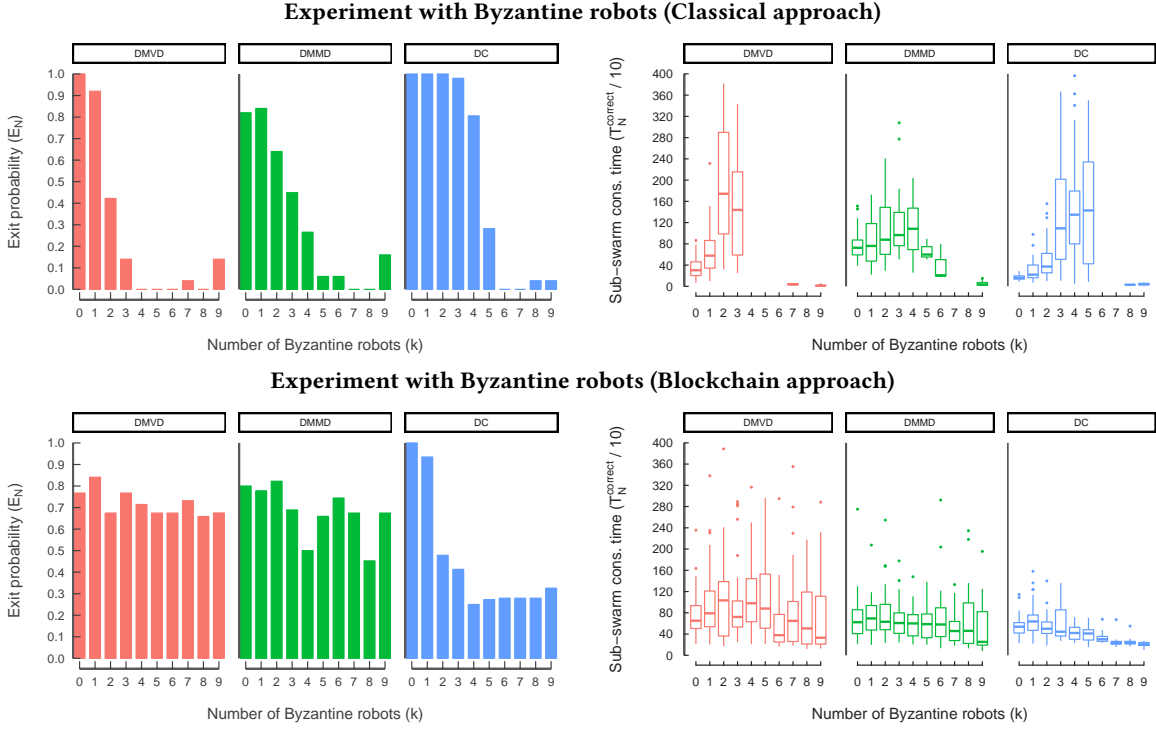 Experiment with Byzantine robots (Classical approach)
DMVD DMMD DC
Exit probability (E_N)
1.0
0.9
0.8
0.7
0.6
0.5
0.4
0.3
0.2
0.1
0.0
0 1 2 3 4 5 6 7 8 9 0 1 2 3 4 5 6 7 8 9 0 1 2 3 4 5 6 7 8 9
Number of Byzantine robots (k)
DMVD DMMD DC
Sub−swarm cons. time (T_N^correct / 10)
400
360
320
280
240
200
160
120
80
40
0
0 1 2 3 4 5 6 7 8 9 0 1 2 3 4 5 6 7 8 9 0 1 2 3 4 5 6 7 8 9
Number of Byzantine robots (k)
Experiment with Byzantine robots (Blockchain approach)
DMVD DMMD DC
Exit probability (E_N)
1.0
0.9
0.8
0.7
0.6
0.5
0.4
0.3
0.2
0.1
0.0
0 1 2 3 4 5 6 7 8 9 0 1 2 3 4 5 6 7 8 9 0 1 2 3 4 5 6 7 8 9
Number of Byzantine robots (k)
DMVD DMMD DC
Sub−swarm cons. time (T_N^correct / 10)
400
360
320
280
240
200
160
120
80
40
0
0 1 2 3 4 5 6 7 8 9 0 1 2 3 4 5 6 7 8 9 0 1 2 3 4 5 6 7 8 9
Number of Byzantine robots (k)